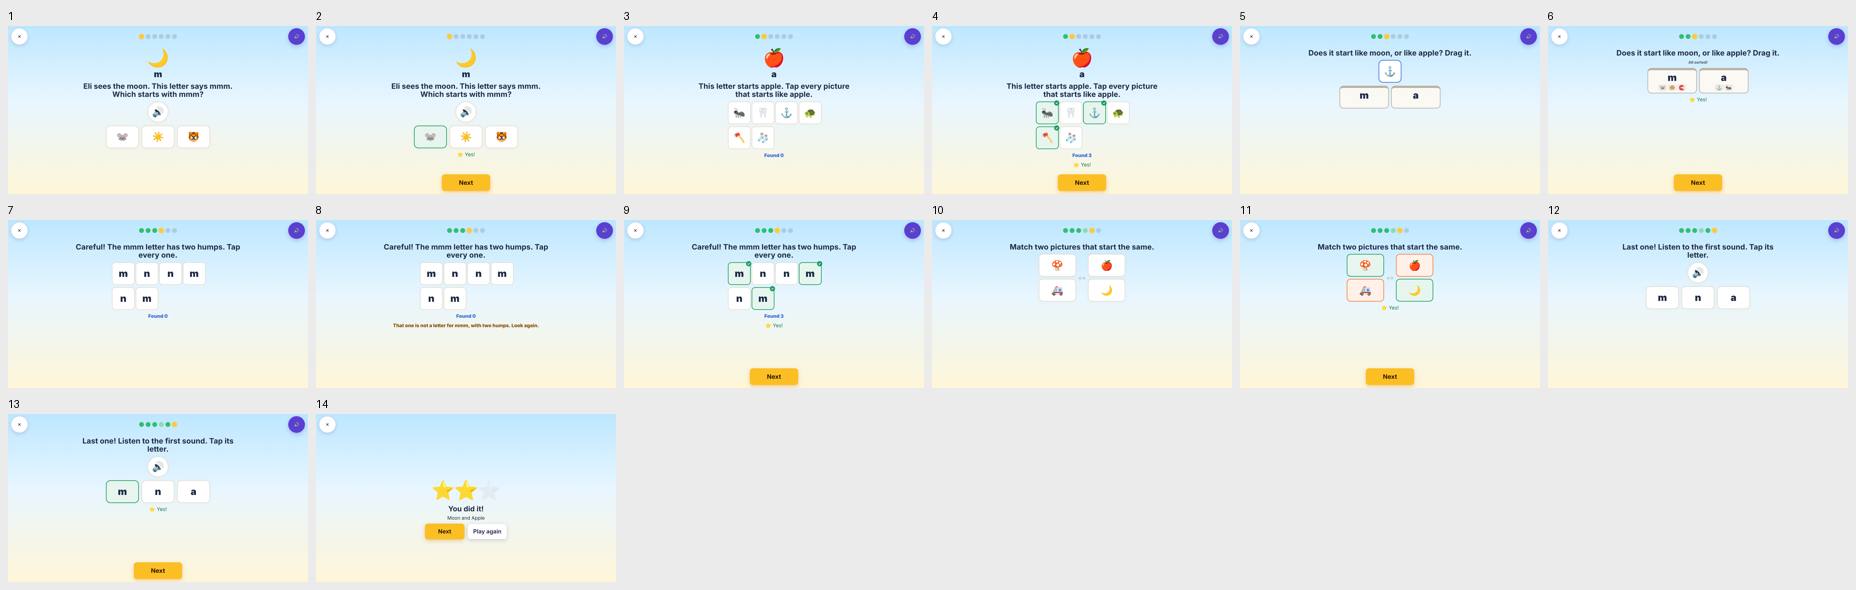 1
m
Eli sees the moon. This letter says mmm.
Which starts with mmm?
2
m
Eli sees the moon. This letter says mmm.
Which starts with mmm?
Yes!
Next
3
a
This letter starts apple. Tap every picture
that starts like apple.
Found 0
4
a
This letter starts apple. Tap every picture
that starts like apple.
Found 3
Yes!
Next
5
Does it start like moon, or like apple? Drag it.
m a
6
Does it start like moon, or like apple? Drag it.
All sorted!
m a
Yes!
Next
7
Careful! The mmm letter has two humps. Tap
every one.
m n n m
n m
Found 0
8
Careful! The mmm letter has two humps. Tap
every one.
m n n m
n m
Found 0
That one is not a letter for mmm, with two humps. Look again.
9
Careful! The mmm letter has two humps. Tap
every one.
m n n m
n m
Found 3
Yes!
Next
10
Match two pictures that start the same.
11
Match two pictures that start the same.
Yes!
Next
12
Last one! Listen to the first sound. Tap its
letter.
m n a
13
Last one! Listen to the first sound. Tap its
letter.
m n a
Yes!
Next
14
You did it!
Moon and Apple
Next Play again